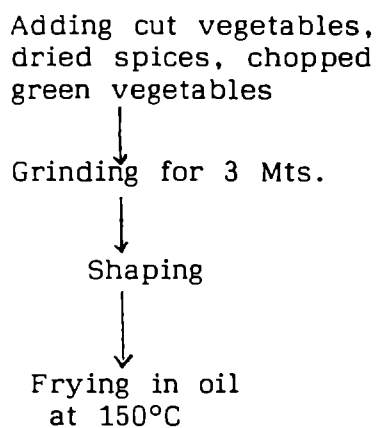 Adding cut vegetables,
dried spices, chopped
green vegetables
Grinding for 3 Mts.
Shaping
Frying in oil
at 150°C